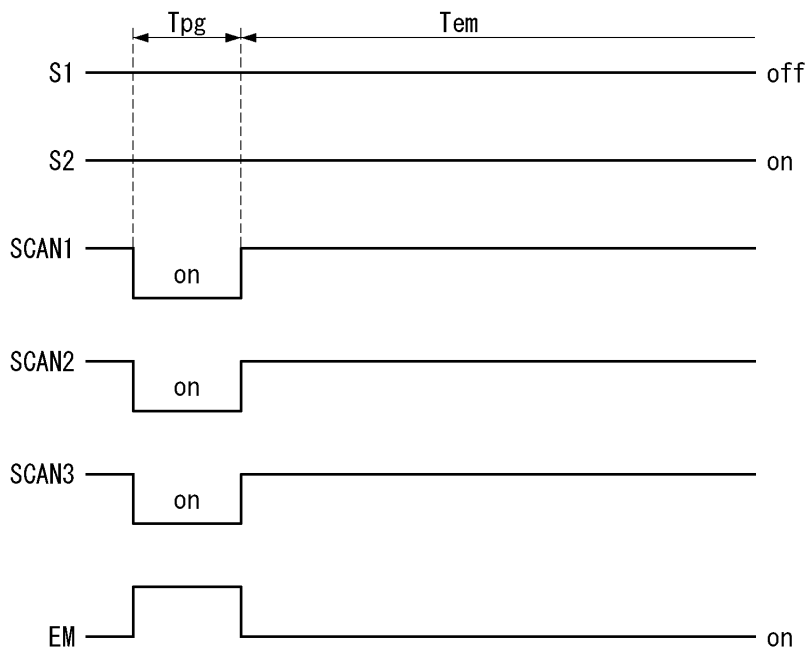 Tpg Tem
S1 off
S2 on
SCAN1 on
SCAN2 on
SCAN3 on
EM on